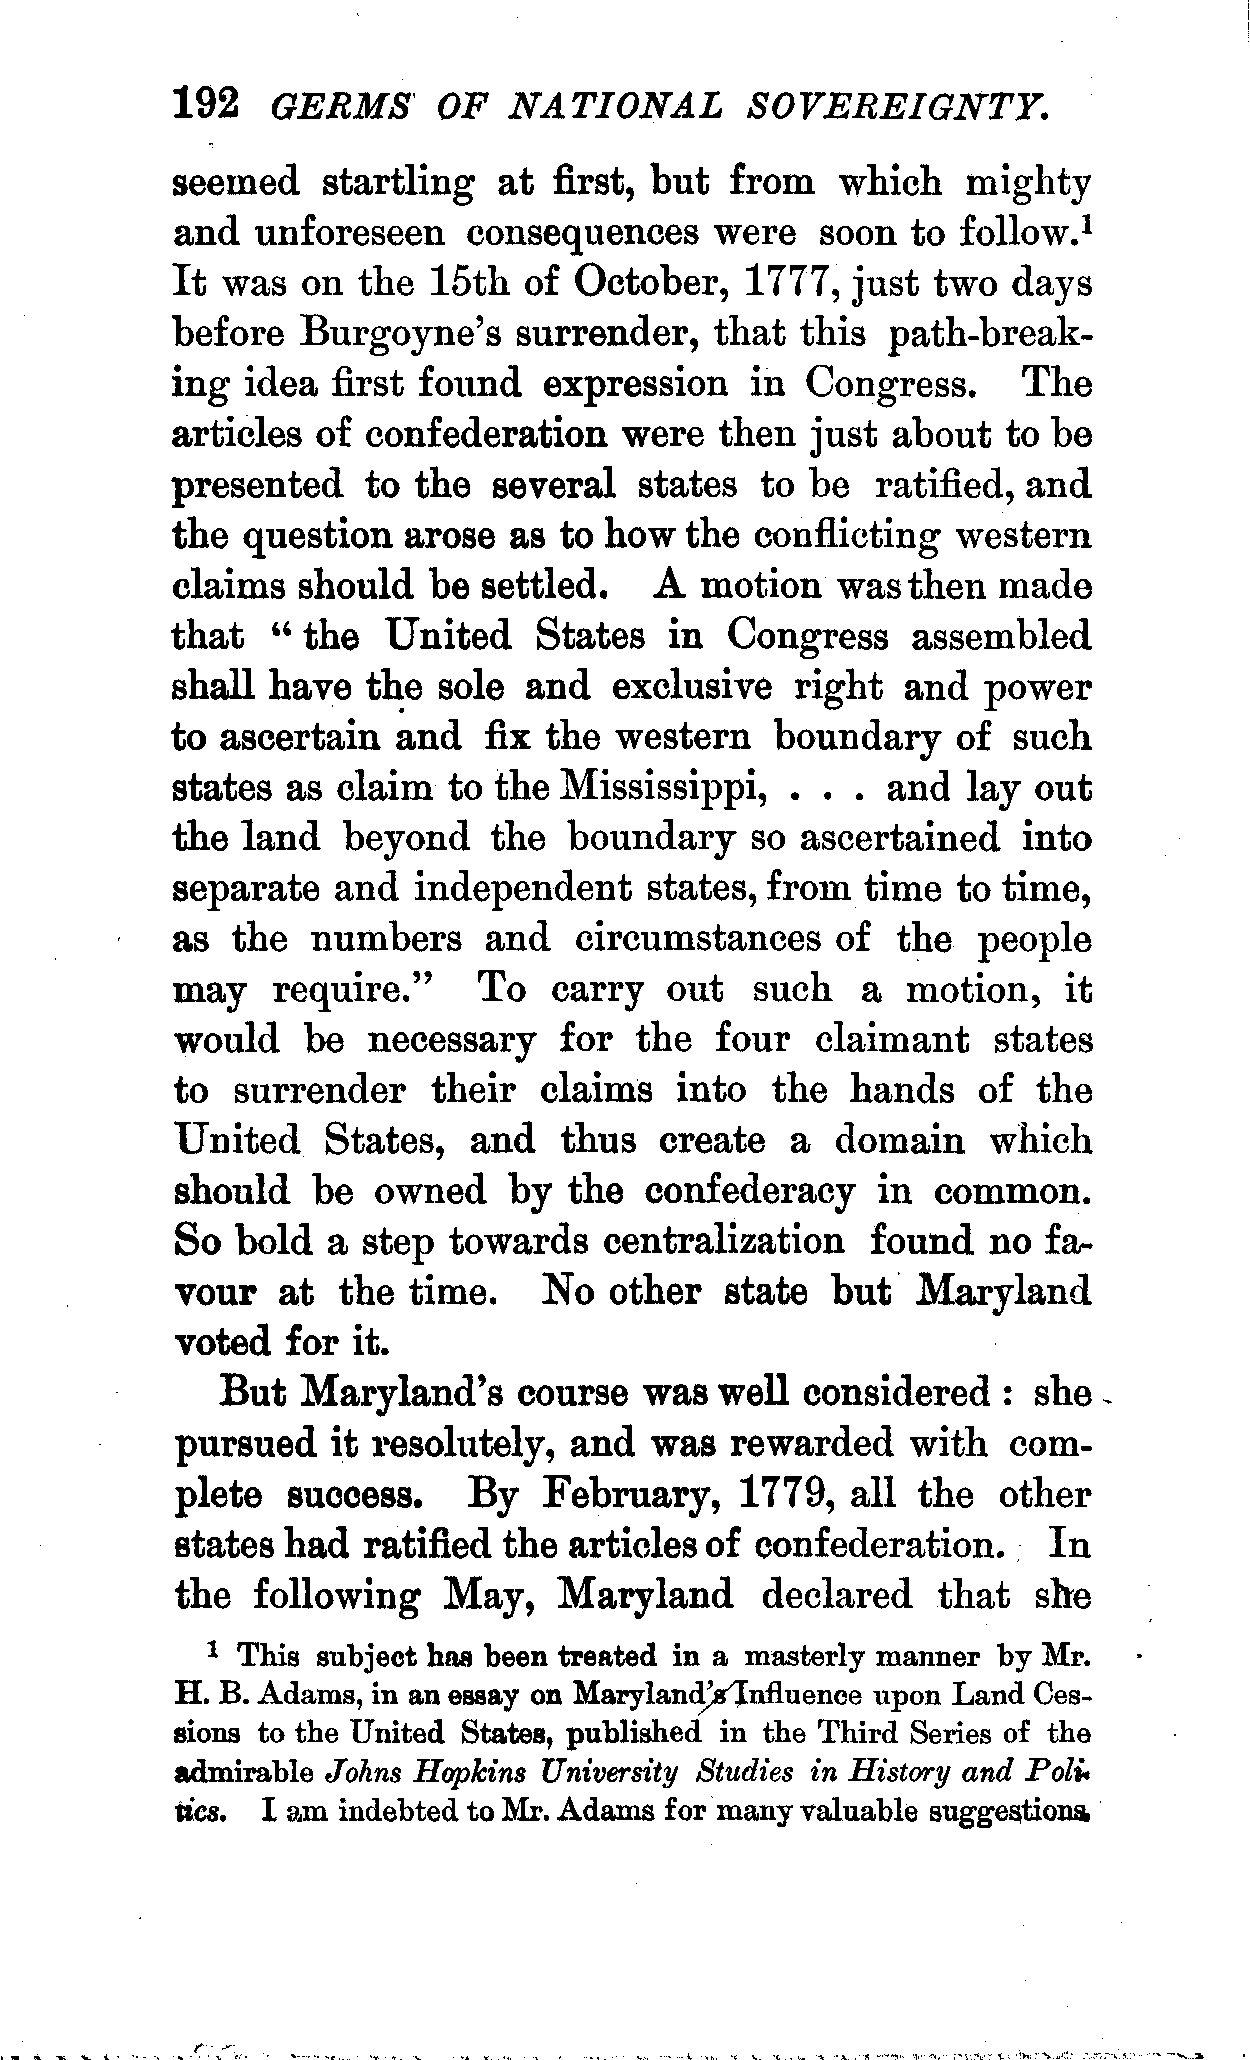 192 GERMS OF NATIONAL SOVEREIGNTY.
seemed startling at first, but from which mighty
and unforeseen consequences were soon to follow.¹
It was on the 15th of October, 1777, just two days
before Burgoyne's surrender, that this path-break-
ing idea first found expression in Congress. The
articles of confederation were then just about to be
presented to the several states to be ratified, and
the question arose as to how the conflicting western
claims should be settled. A motion was then made
that " the United States in Congress assembled
shall have the sole and exclusive right and power
to ascertain and fix the western boundary of such
states as claim to the Mississippi, . . . and lay out
the land beyond the boundary so ascertained into
separate and independent states, from time to time,
as the numbers and circumstances of the people
may require." To carry out such a motion, it
would be necessary for the four claimant states
to surrender their claims into the hands of the
United States, and thus create a domain which
should be owned by the confederacy in common.
So bold a step towards centralization found no fa-
vour at the time. No other state but Maryland
voted for it.
But Maryland's course was well considered : she
pursued it resolutely, and was rewarded with com-
plete success. By February, 1779, all the other
states had ratified the articles of confederation. In
the following May, Maryland declared that she
¹ This subject has been treated in a masterly manner by Mr.
H. B. Adams, in an essay on Maryland's Influence upon Land Ces-
sions to the United States, published in the Third Series of the
admirable Johns Hopkins University Studies in History and Poli-
tics. I am indebted to Mr. Adams for many valuable suggestions.